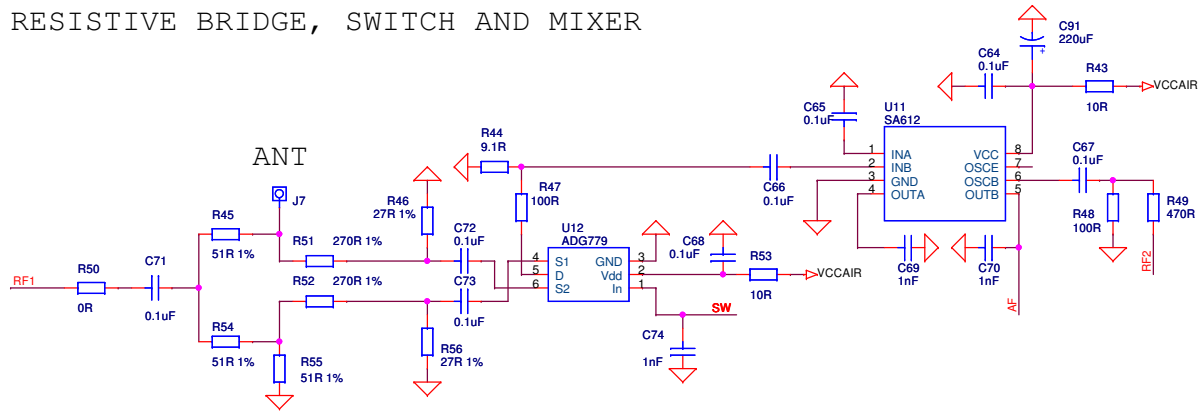 RESISTIVE BRIDGE, SWITCH AND MIXER
C91
220uF
C64
0.1uF
R43
10R
VCCAIR
C65
0.1uF
U11
SA612
1 INA
2 INB
3 GND
4 OUTA
VCC 8
OSCE 7
OSCB 6
OUTB 5
C67
0.1uF
R48
100R
R49
470R
RF2
C69
1nF
C70
1nF
AF
R44
9.1R
C66
0.1uF
R47
100R
ANT
J7
R46
27R 1%
R45
51R 1%
R51
270R 1%
C72
0.1uF
U12
ADG779
4 S1
5 D
6 S2
GND 3
Vdd 2
In 1
C68
0.1uF
R53
10R
VCCAIR
SW
C74
1nF
RF1
R50
0R
C71
0.1uF
R52
270R 1%
C73
0.1uF
R54
51R 1%
R55
51R 1%
R56
27R 1%